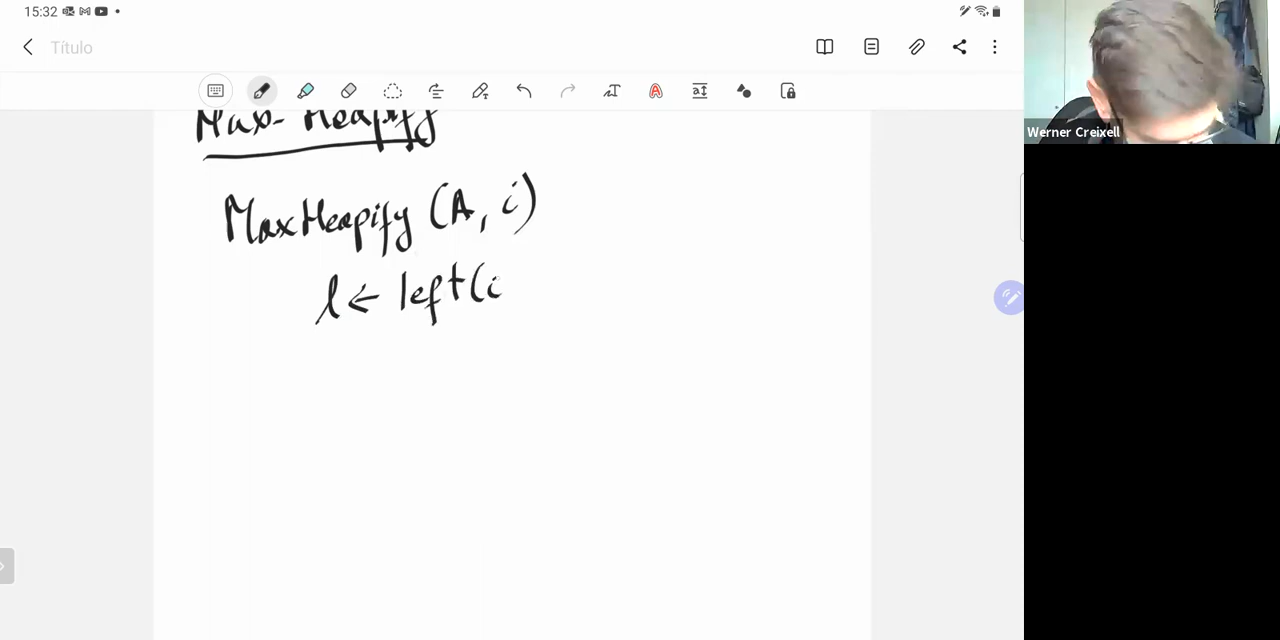 15:32
Título
Max-Heapify
MaxHeapify (A, i)
l ← left(i
Werner Creixell